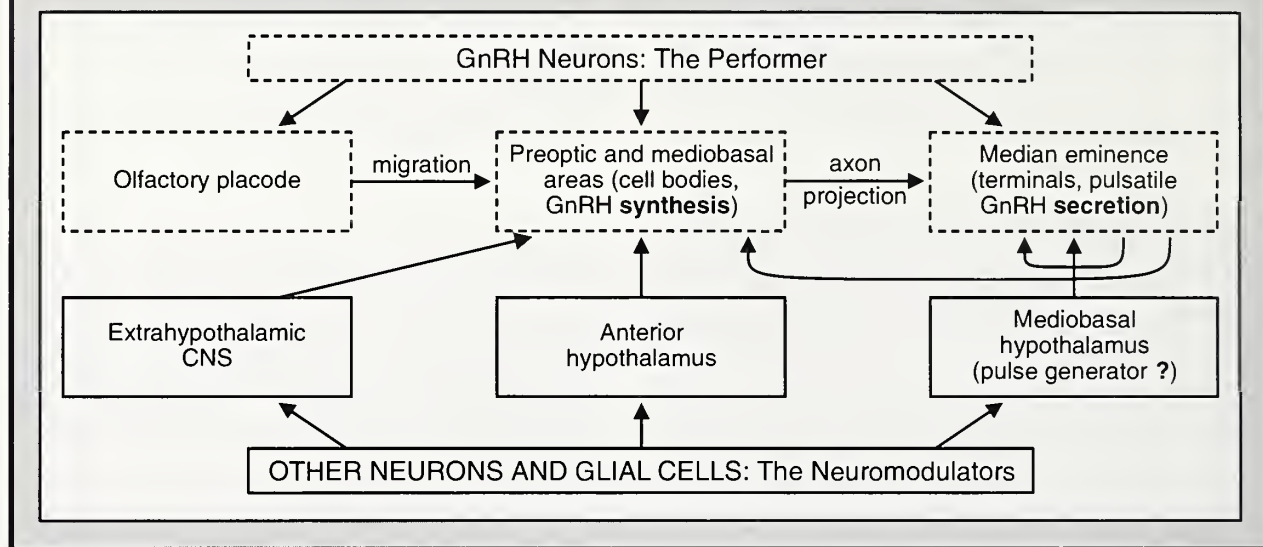 GnRH Neurons: The Performer
Olfactory placode
migration
Preoptic and mediobasal
areas (cell bodies,
GnRH synthesis)
axon
projection
Median eminence
(terminals, pulsatile
GnRH secretion)
Extrahypothalamic
CNS
Anterior
hypothalamus
Mediobasal
hypothalamus
(pulse generator ?)
OTHER NEURONS AND GLIAL CELLS: The Neuromodulators